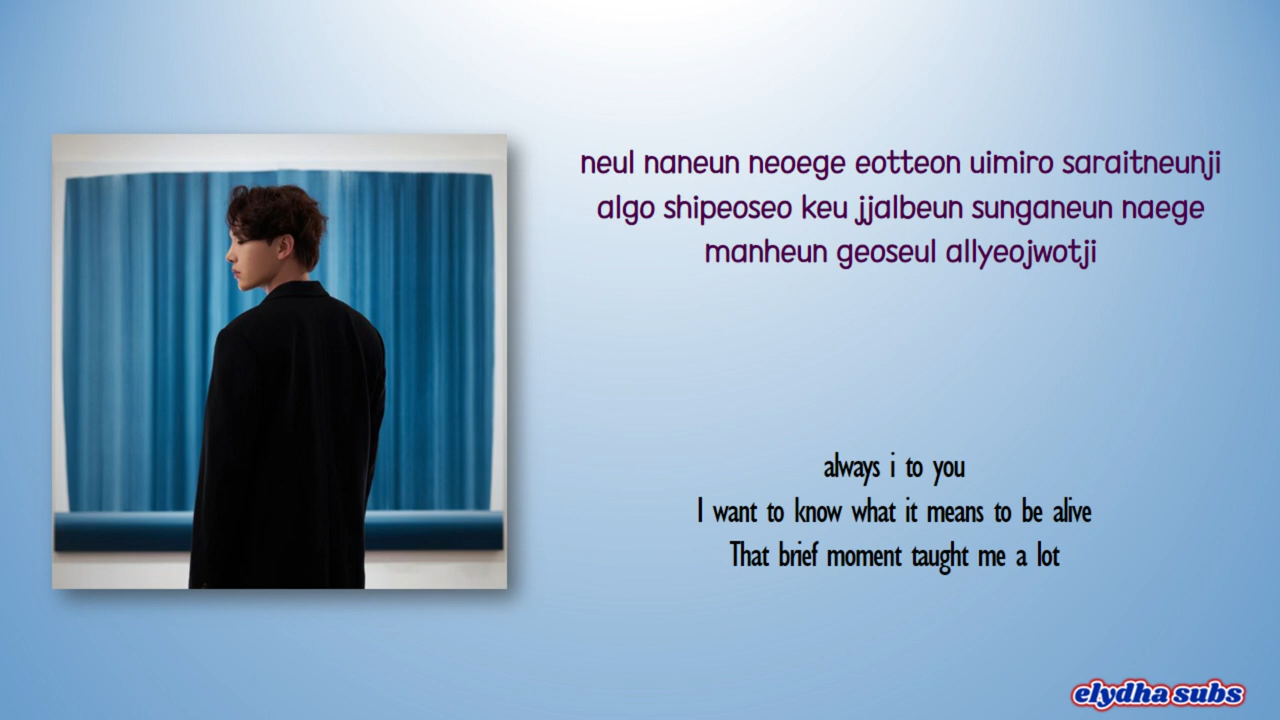 neul naneun neoege eotteon uimiro saraitneunji
algo shipeoseo keu jjalbeun sunganeun naege
manheun geoseul allyeojwotji
always i to you
I want to know what it means to be alive
That brief moment taught me a lot
elydha subs